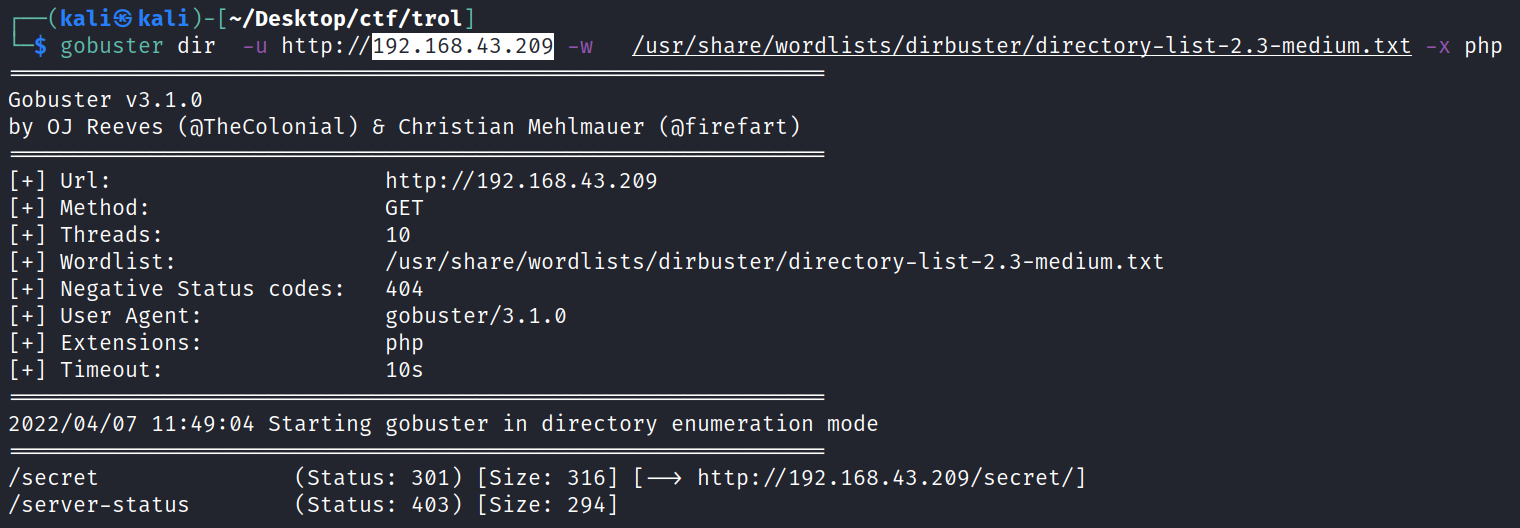 ┌──(kali㉿kali)-[~/Desktop/ctf/trol]
└─$ gobuster dir  -u http://192.168.43.209 -w   /usr/share/wordlists/dirbuster/directory-list-2.3-medium.txt -x php
===============================================================
Gobuster v3.1.0
by OJ Reeves (@TheColonial) & Christian Mehlmauer (@firefart)
===============================================================
[+] Url:                     http://192.168.43.209
[+] Method:                  GET
[+] Threads:                 10
[+] Wordlist:                /usr/share/wordlists/dirbuster/directory-list-2.3-medium.txt
[+] Negative Status codes:   404
[+] User Agent:              gobuster/3.1.0
[+] Extensions:              php
[+] Timeout:                 10s
===============================================================
2022/04/07 11:49:04 Starting gobuster in directory enumeration mode
===============================================================
/secret               (Status: 301) [Size: 316] [--> http://192.168.43.209/secret/]
/server-status        (Status: 403) [Size: 294]